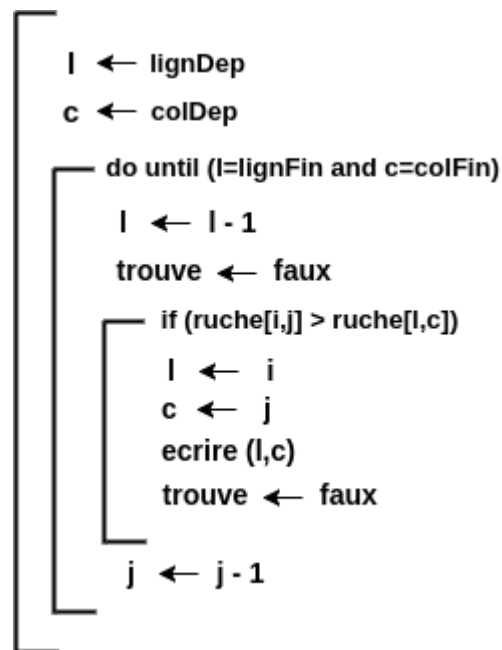 l ← lignDep
c ← colDep
do until (l=lignFin and c=colFin)
l ← l - 1
trouve ← faux
if (ruche[i,j] > ruche[l,c])
l ← i
c ← j
ecrire (l,c)
trouve ← faux
j ← j - 1